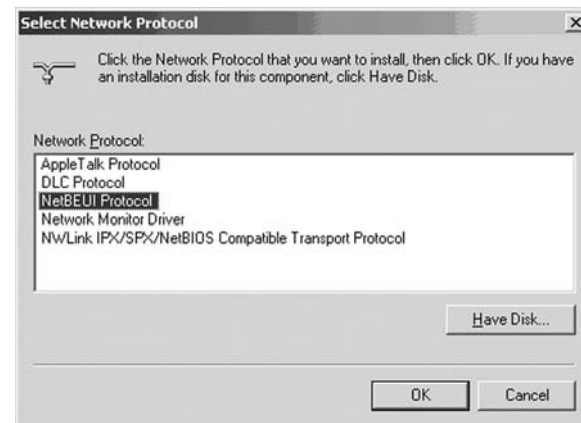 Select Network Protocol
Click the Network Protocol that you want to install, then click OK. If you have
an installation disk for this component, click Have Disk.
Network Protocol:
AppleTalk Protocol
DLC Protocol
NetBEUI Protocol
Network Monitor Driver
NWLink IPX/SPX/NetBIOS Compatible Transport Protocol
Have Disk...
OK
Cancel